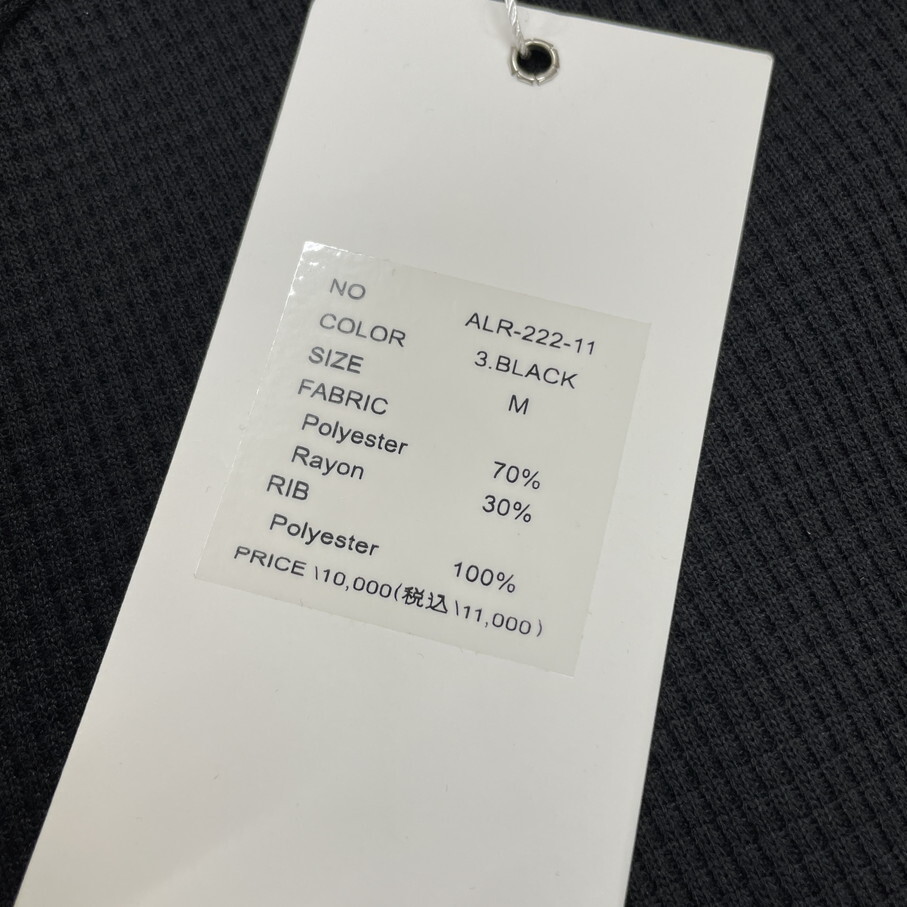 NO ALR-222-11
COLOR 3.BLACK
SIZE M
FABRIC
Polyester 70%
Rayon 30%
RIB
Polyester 100%
PRICE \10,000(税込\11,000)